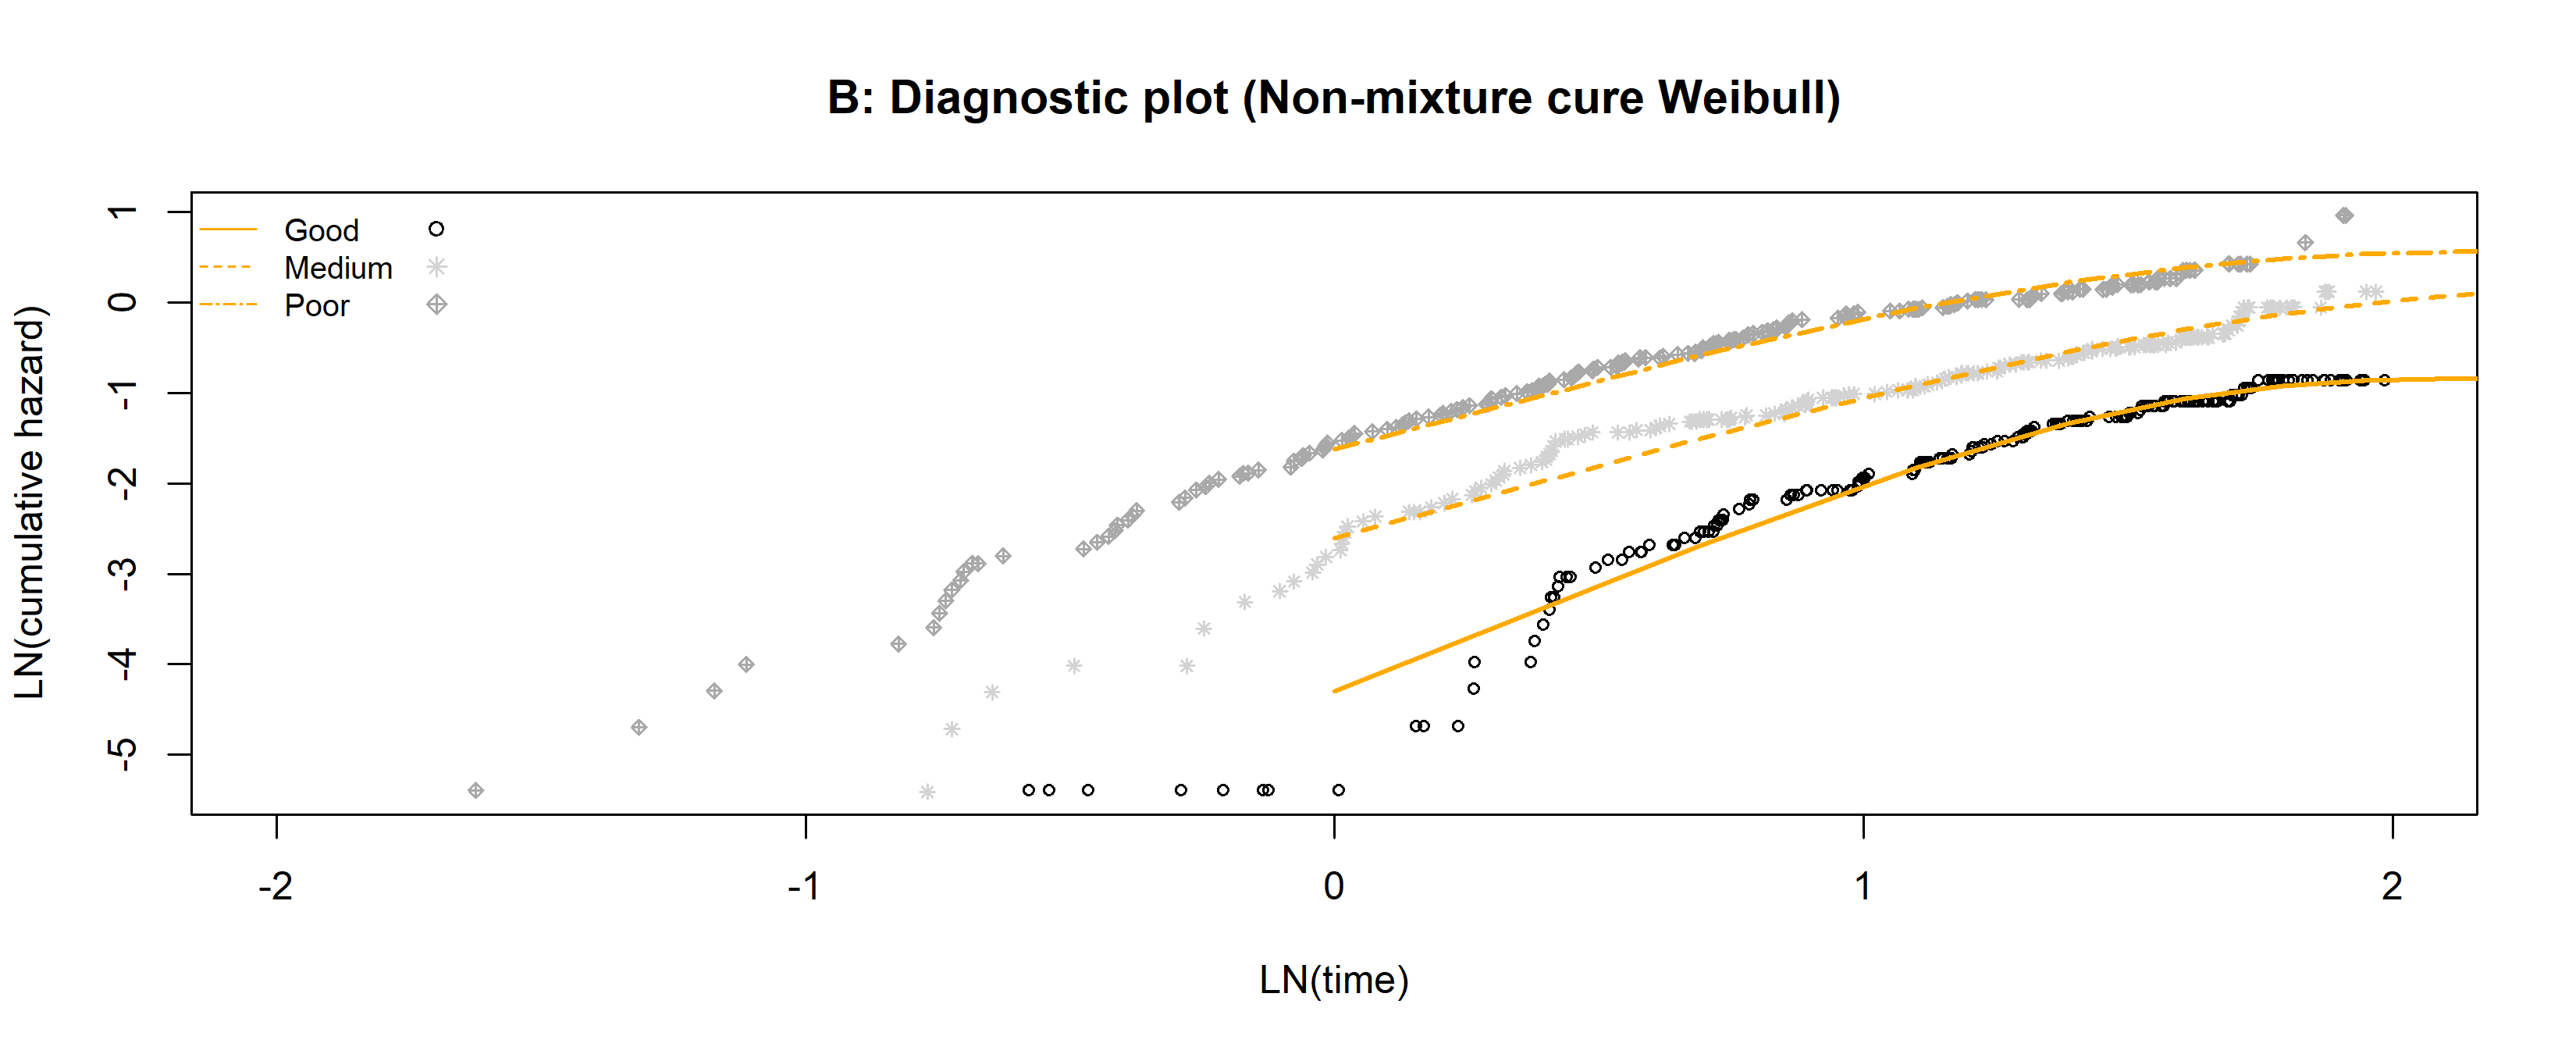 B: Diagnostic plot (Non-mixture cure Weibull)
LN(cumulative hazard)
1
0
-1
-2
-3
-4
-5
Good
Medium
Poor
-2 -1 0 1 2
LN(time)